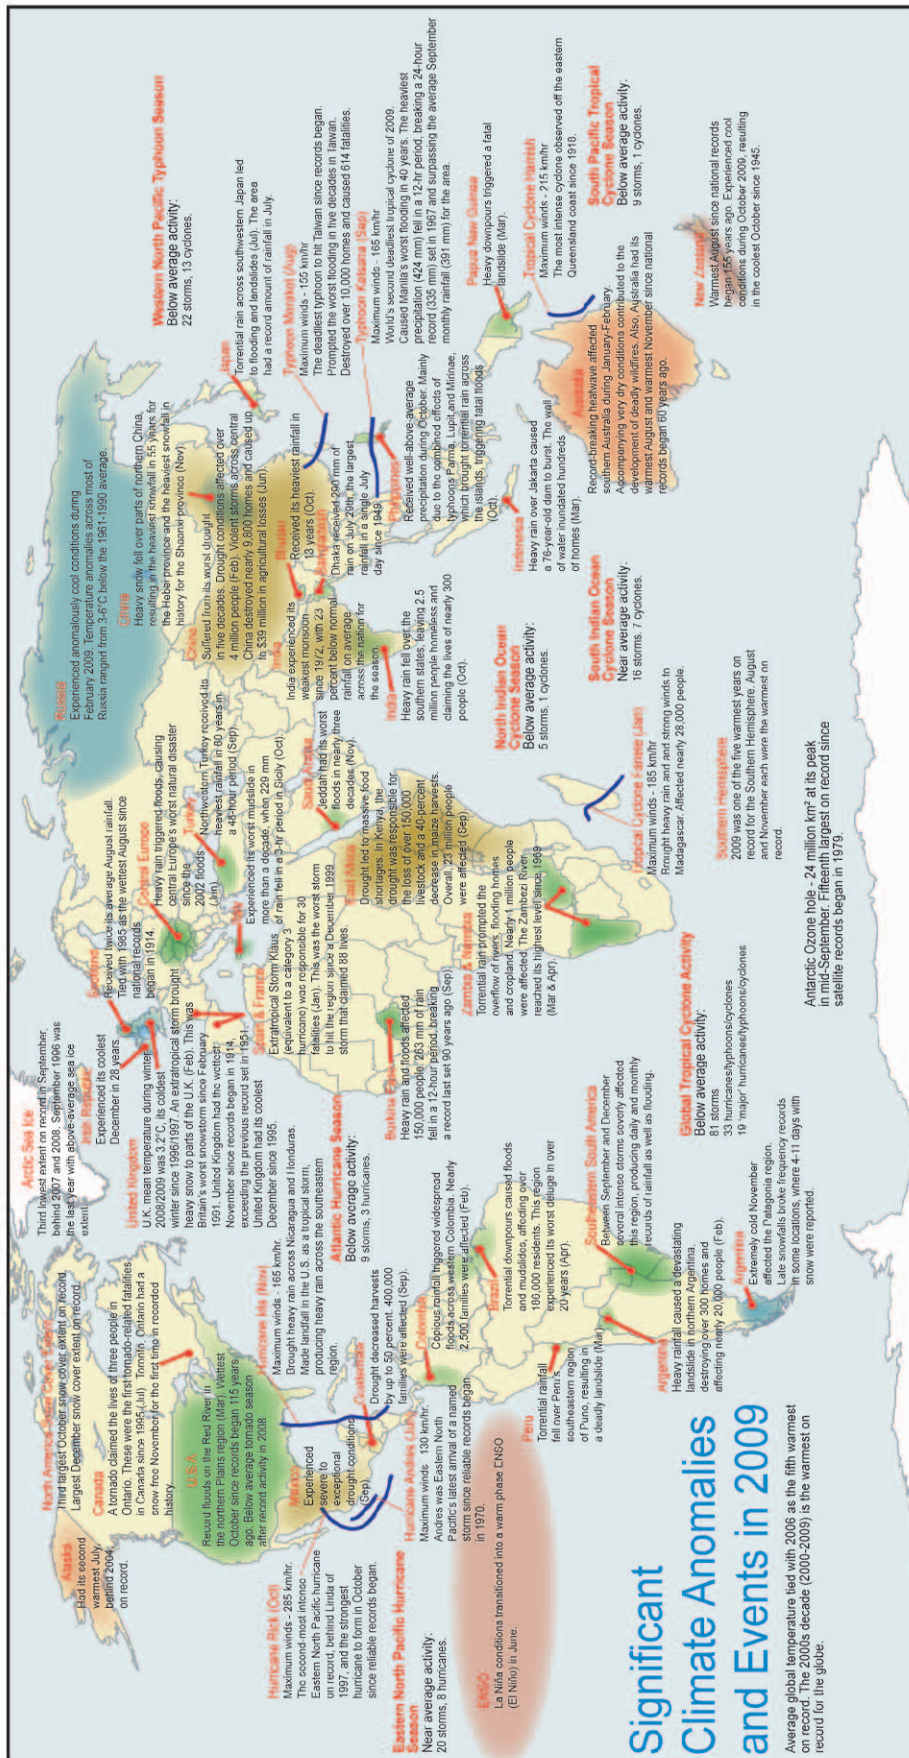 Significant
Climate Anomalies
and Events in 2009
Average global temperature tied with 2006 as the fifth warmest
on record. The 2000s decade (2000-2009) is the warmest on
record for the globe.
Alaska
Had its second
warmest July,
behind 2004,
on record.
North America
Third largest October snow cover extent on record.
Largest December snow cover extent on record.
Canada
A tornado claimed the lives of three people in
Ontario. These were the first tornado-related fatalities
in Canada since 1995 (Jul). Toronto, Ontario had a
snow free November for the first time in recorded
history.
U.S.A.
Record floods on the Red River in
the northern Plains region (Mar). Wettest
October since records began 115 years
ago. Below average tornado season
after record activity in 2008.
Hurricane Rick (Oct)
Maximum winds - 285 km/hr.
The second-most intense
Eastern North Pacific hurricane
on record, behind Linda of
1997, and the strongest
hurricane to form in October
since reliable records began.
Mexico
Experienced
severe to
exceptional
drought conditions
(Sep).
Eastern North Pacific Hurricane
Season
Near average activity:
20 storms, 8 hurricanes.
Hurricane Andres (Jun)
Maximum winds 130 km/hr.
Andres was Eastern North
Pacific's latest arrival of a named
storm since reliable records began
in 1970.
ENSO
La Niña conditions transitioned into a warm phase ENSO
(El Niño) in June.
Hurricane Ida (Nov)
Maximum winds - 165 km/hr.
Drought heavy rain across Nicaragua and Honduras.
Made landfall in the U.S. as a tropical storm,
producing heavy rain across the southeastern
region.
Guatemala
Drought decreased harvests
by up to 50 percent. 400,000
families were affected (Sep).
Atlantic Hurricane Season
Below average activity:
9 storms, 3 hurricanes.
Colombia
Copious rainfall triggered widespread
floods across western Colombia. Nearly
2,500 families were affected (Feb).
Brazil
Torrential downpours caused floods
and mudslides, affecting over
186,000 residents. This region
experienced its worst deluge in over
20 years (Apr).
Peru
Torrential rainfall
fell over Peru's
southeastern region
of Puno, resulting in
a deadly landslide (Mar)
Argentina
Heavy rainfall caused a devastating
landslide in northern Argentina,
destroying over 300 homes and
affecting nearly 20,000 people (Feb).
Southeastern South America
Between September and December
several intense storms severely affected
this region, producing daily and monthly
records of rainfall as well as flooding.
Argentina
Extremely cold November
affected the Patagonia region.
Late snowfalls broke frequency records
in some locations, where 4-11 days with
snow were reported.
Arctic Sea Ice
Third lowest extent on record in September,
behind 2007 and 2008. September 1996 was
the last year with above-average sea ice
extent.
Irish Republic
Experienced its coolest
December in 28 years.
United Kingdom
U.K. mean temperature during winter
2008/2009 was 3.2°C, its coldest
winter since 1996/1997. An extratropical storm brought
heavy snow to parts of the U.K. (Feb). This was
Britain's worst snowstorm since February
1991. United Kingdom had the wettest
November since records began in 1914,
exceeding the previous record set in 1951.
United Kingdom had its coolest
December since 1995.
Scotland
Received twice its average August rainfall.
Tied with 1985 as the wettest August since
national records
began in 1914.
Central Europe
Heavy rain triggered floods, causing
central Europe's worst natural disaster
since the
2002 floods
(Jun)
Turkey
Northwestern Turkey received its
heaviest rainfall in 80 years in
a 48-hour period (Sep).
Italy
Experienced its worst mudslide in
more than a decade, when 229 mm
of rain fell in a 3-hr period in Sicily (Oct).
Spain & France
Extratropical Storm Klaus
(equivalent to a category 3
hurricane) was responsible for 30
fatalities (Jan). This was the worst storm
to hit the region since a December 1999
storm that claimed 88 lives.
Saudi Arabia
Jeddah had its worst
floods in nearly three
decades (Nov).
Burkina Faso
Heavy rain and floods affected
150,000 people. 263 mm of rain
fell in a 12-hour period, breaking
a record last set 90 years ago (Sep)
East Africa
Drought led to massive food
shortages. In Kenya, the
drought was responsible for
the loss of over 150,000
livestock and a 40-percent
decrease in maize harvests.
Overall, 23 million people
were affected (Sep).
Zambia & Namibia
Torrential rain prompted the
overflow of rivers, flooding homes
and cropland. Nearly 1 million people
were affected. The Zambezi River
reached its highest level since 1969
(Mar & Apr).
Tropical Cyclone Fanele (Jan)
Maximum winds - 185 km/hr
Brought heavy rain and and strong winds to
Madagascar. Affected nearly 28,000 people.
Global Tropical Cyclone Activity
Below average activity:
81 storms
33 hurricanes/typhoons/cyclones
19 'major' hurricanes/typhoons/cyclones
Southern Hemisphere
2009 was one of the five warmest years on
record for the Southern Hemisphere. August
and November each were the warmest on
record.
Antarctic Ozone hole - 24 million km² at its peak
in mid-September. Fifteenth largest on record since
satellite records began in 1979.
Russia
Experienced anomalously cool conditions during
February 2009. Temperature anomalies across most of
Russia ranged from 3-6°C below the 1961-1990 average.
China
Heavy snow fell over parts of northern China,
resulting in the heaviest snowfall in 55 years for
the Hebei province and the heaviest snowfall in
history for the Shaanxi province (Nov).
China
Suffered from its worst drought
in five decades. Drought conditions affected over
4 million people (Feb). Violent storms across central
China destroyed nearly 9,800 homes and caused up
to $39 million in agricultural losses (Jun).
India
India experienced its
weakest monsoon
since 1972, with 23
percent below normal
rainfall on average
across the nation for
the season.
Bhutan
Received its heaviest rainfall in
13 years (Oct).
Bangladesh
Dhaka received 290 mm of
rain on July 29th, the largest
rainfall in a single July
day since 1949.
India
Heavy rain fell over the
southern states, leaving 2.5
million people homeless and
claiming the lives of nearly 300
people (Oct).
North Indian Ocean
Cyclone Season
Below average activity:
5 storms, 1 cyclones.
South Indian Ocean
Cyclone Season
Near average activity:
16 storms. 7 cyclones.
Western North Pacific Typhoon Season
Below average activity:
22 storms, 13 cyclones.
Japan
Torrential rain across southwestern Japan led
to flooding and landslides (Jul). The area
had a record amount of rainfall in July.
Typhoon Morakot (Aug)
Maximum winds - 155 km/hr
The deadliest typhoon to hit Taiwan since records began.
Prompted the worst flooding in five decades in Taiwan.
Destroyed over 10,000 homes and caused 614 fatalities.
Typhoon Ketsana (Sep)
Maximum winds - 165 km/hr
World's second deadliest tropical cyclone of 2009.
Caused Manila's worst flooding in 40 years. The heaviest
precipitation (424 mm) fell in a 12-hr period, breaking a 24-hour
record (335 mm) set in 1967 and surpassing the average September
monthly rainfall (391 mm) for the area.
Philippines
Received well-above-average
precipitation during October. Mainly
due to the combined effects of
typhoons Parma, Lupit,and Mirinae,
which brought torrential rain across
the islands, triggering fatal floods
(Oct).
Papua New Guinea
Heavy downpours triggered a fatal
landslide (Mar).
Indonesia
Heavy rain over Jakarta caused
a 76-year-old dam to burst. The wall
of water inundated hundreds
of homes (Mar).
Tropical Cyclone Hamish
Maximum winds - 215 km/hr
The most intense cyclone observed off the eastern
Queensland coast since 1918.
South Pacific Tropical
Cyclone Season
Below average activity:
9 storms, 1 cyclones.
Australia
Record-breaking heatwave affected
southern Australia during January-February.
Accompanying very dry conditions contributed to the
development of deadly wildfires. Also, Australia had its
warmest August and warmest November since national
records began 60 years ago.
New Zealand
Warmest August since national records
began 155 years ago. Experienced cool
conditions during October 2009, resulting
in the coolest October since 1945.